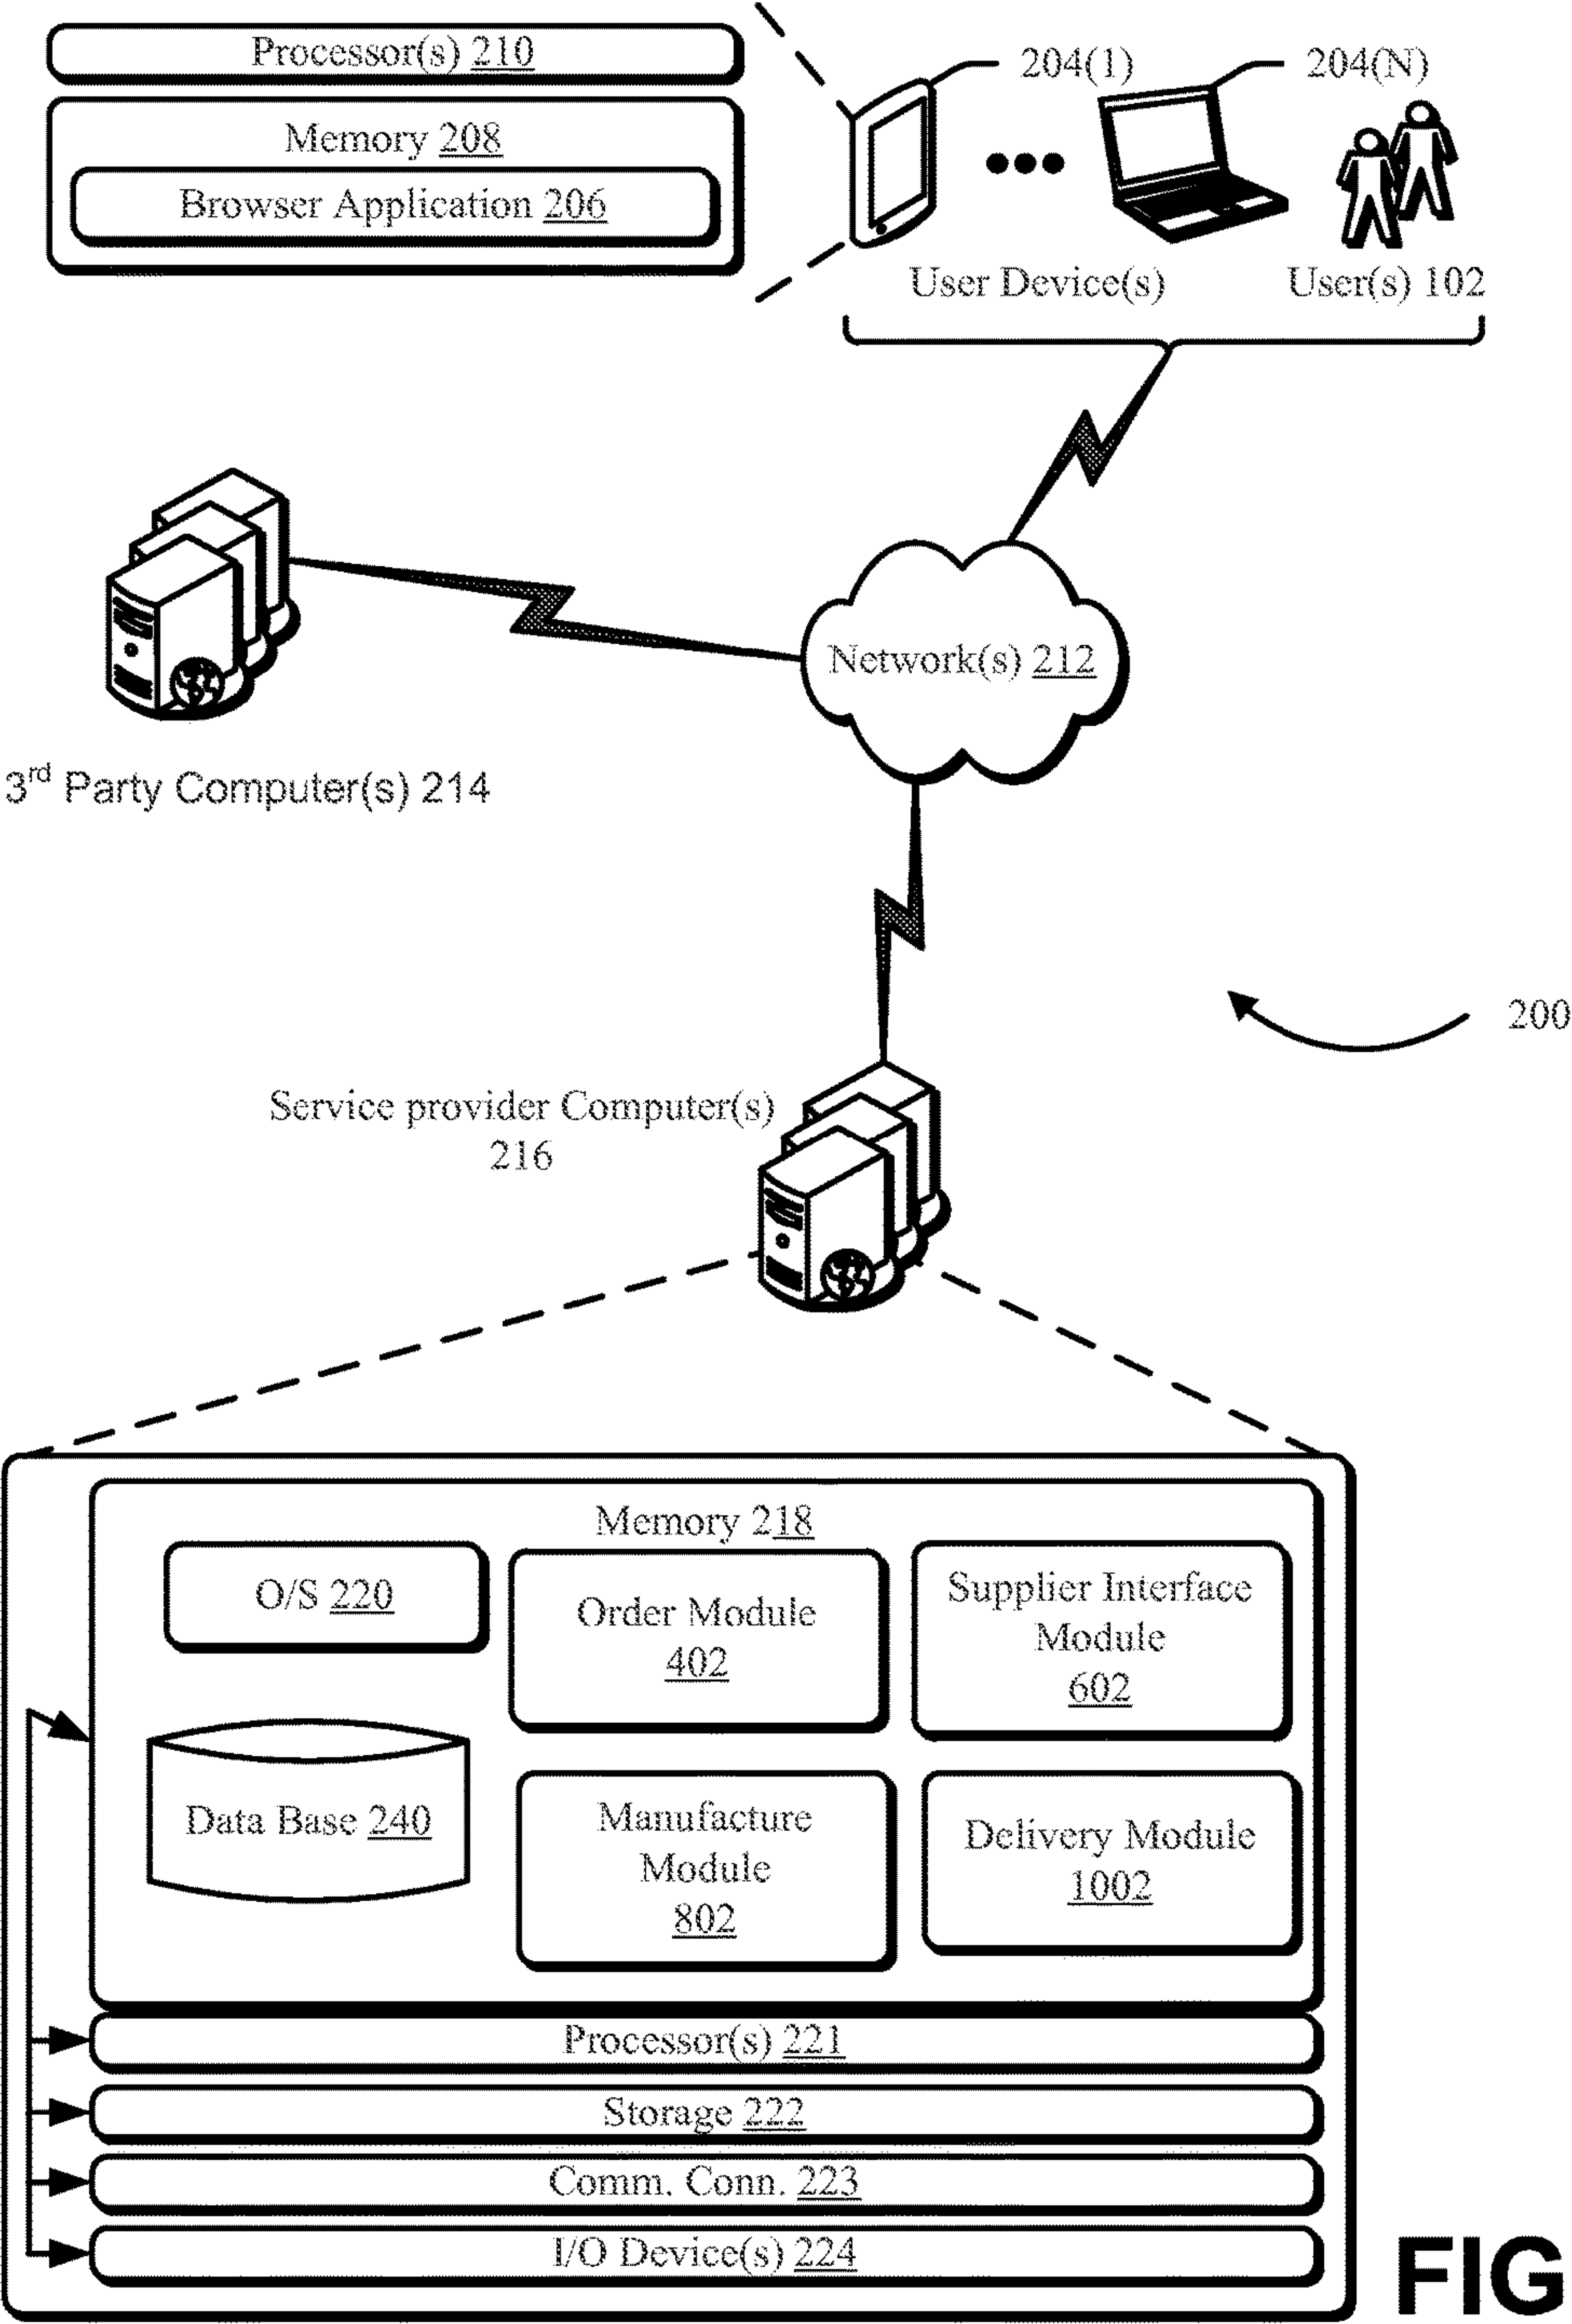 Processor(s) 210
Memory 208
Browser Application 206
204(1)
204(N)
User Device(s)
User(s) 102
Network(s) 212
3rd Party Computer(s) 214
200
Service provider Computer(s)
216
Memory 218
O/S 220
Order Module
402
Supplier Interface
Module
602
Data Base 240
Manufacture
Module
802
Delivery Module
1002
Processor(s) 221
Storage 222
Comm. Conn. 223
I/O Device(s) 224
FIG